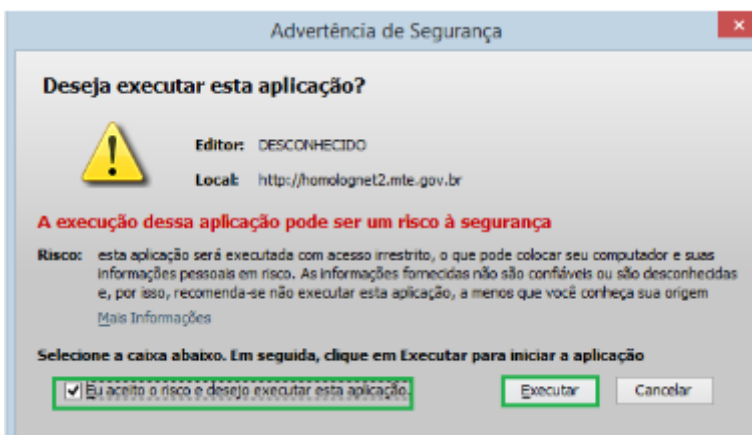 Advertência de Segurança
Deseja executar esta aplicação?
Editor: DESCONHECIDO
Local: http://homolognet2.mte.gov.br
A execução dessa aplicação pode ser um risco à segurança
Risco: esta aplicação será executada com acesso irrestrito, o que pode colocar seu computador e suas
informações pessoais em risco. As informações fornecidas não são confiáveis ou são desconhecidas
e, por isso, recomenda-se não executar esta aplicação, a menos que você conheça sua origem
Mais Informações
Selecione a caixa abaixo. Em seguida, clique em Executar para iniciar a aplicação
Eu aceito o risco e desejo executar esta aplicação. Executar Cancelar